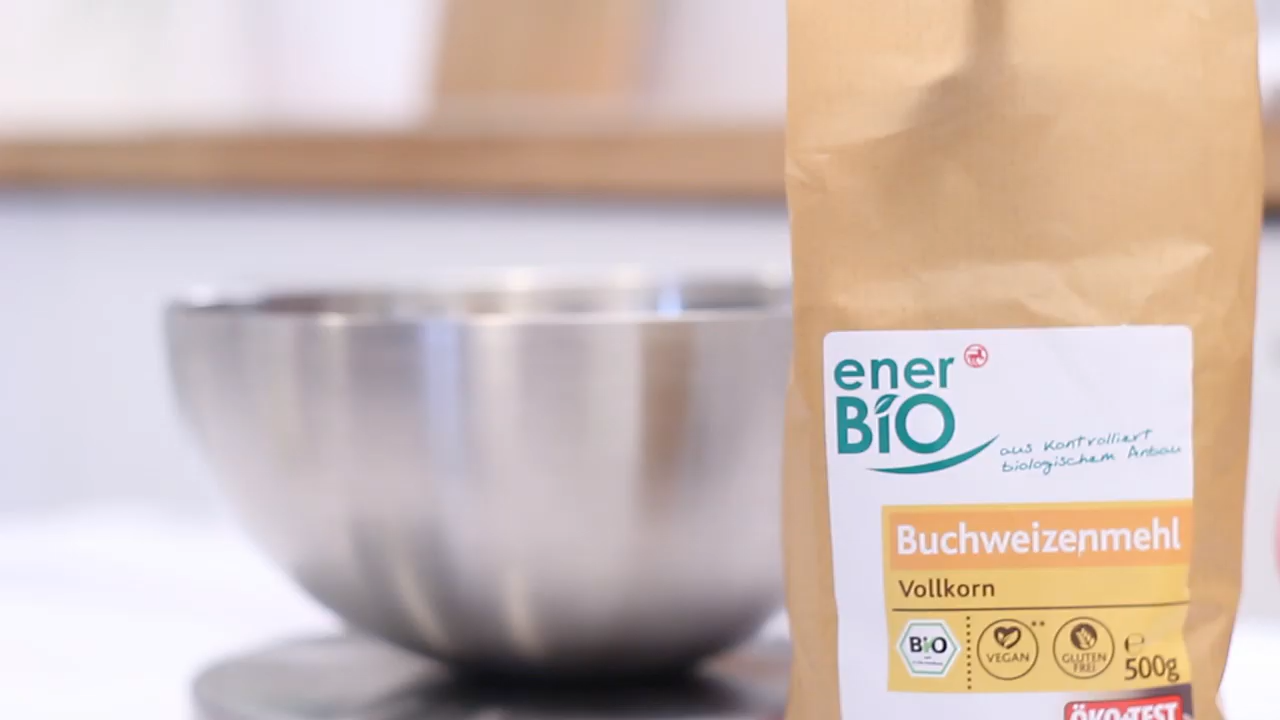 ener
BiO
aus kontrolliert
biologischem Anbau
Buchweizenmehl
Vollkorn
BiO
VEGAN
**
GLUTEN
FREI
℮
500g
ÖKO-TEST